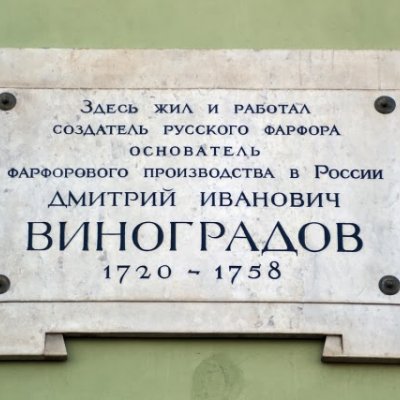 Здесь жил и работал
создатель русского фарфора
основатель
фарфорового производства в России
Дмитрий Иванович
ВИНОГРАДОВ
1720 - 1758